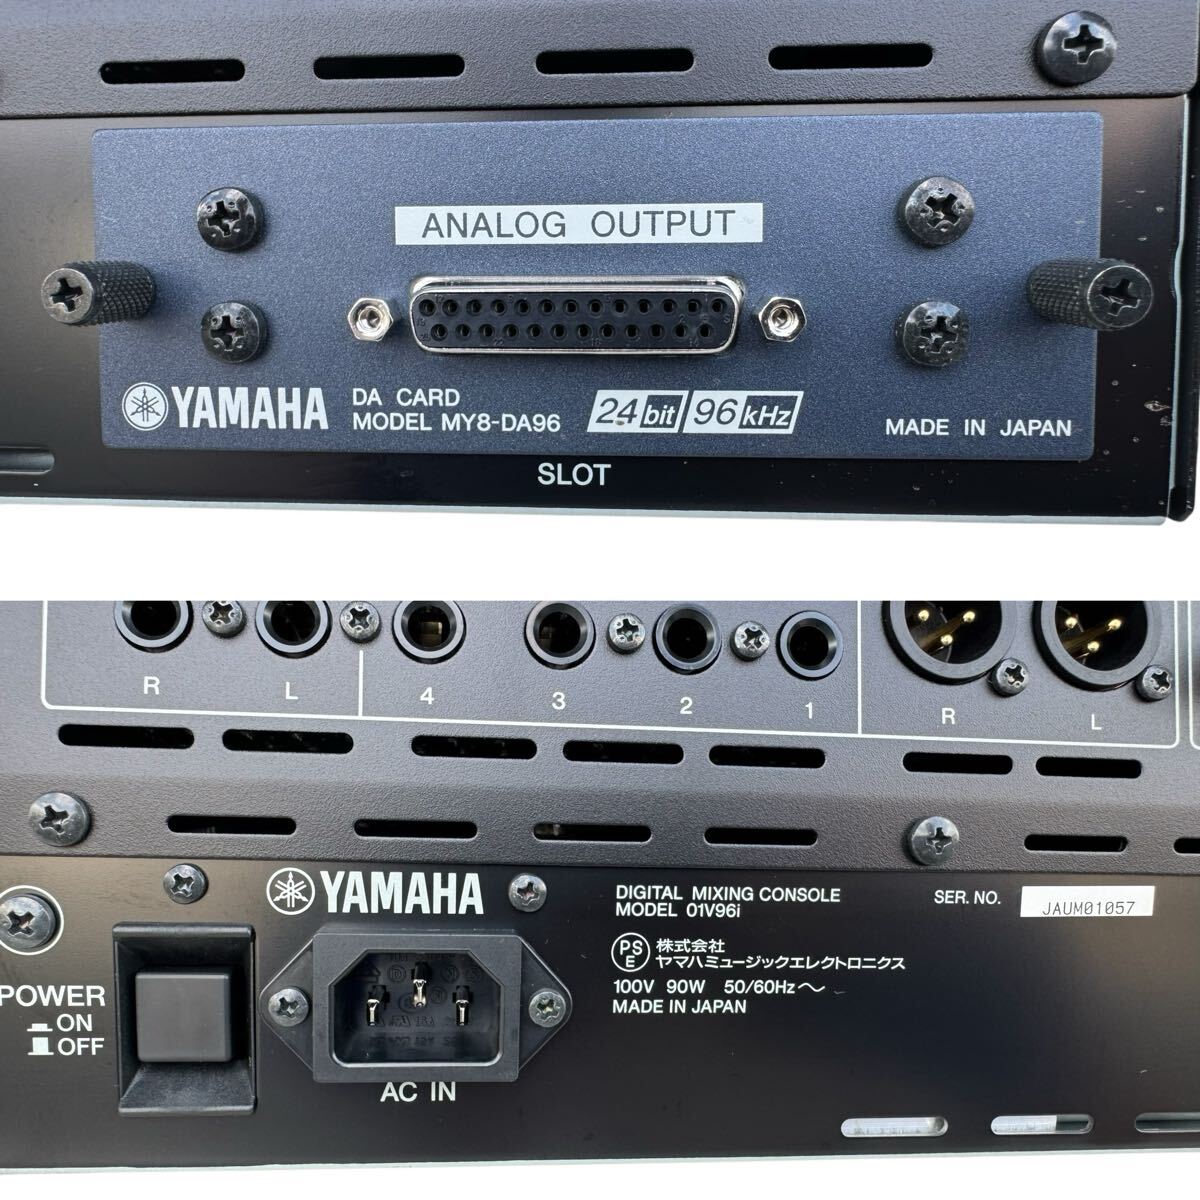 ANALOG OUTPUT
YAMAHA
DA CARD
MODEL MY8-DA96
24bit 96kHz
MADE IN JAPAN
SLOT
R L 4 3 2 1 R L
YAMAHA
DIGITAL MIXING CONSOLE
MODEL 01V96i
SER. NO. JAUM01057
PSE
株式会社
ヤマハミュージックエレクトロニクス
100V 90W 50/60Hz～
MADE IN JAPAN
POWER
ON
OFF
AC IN